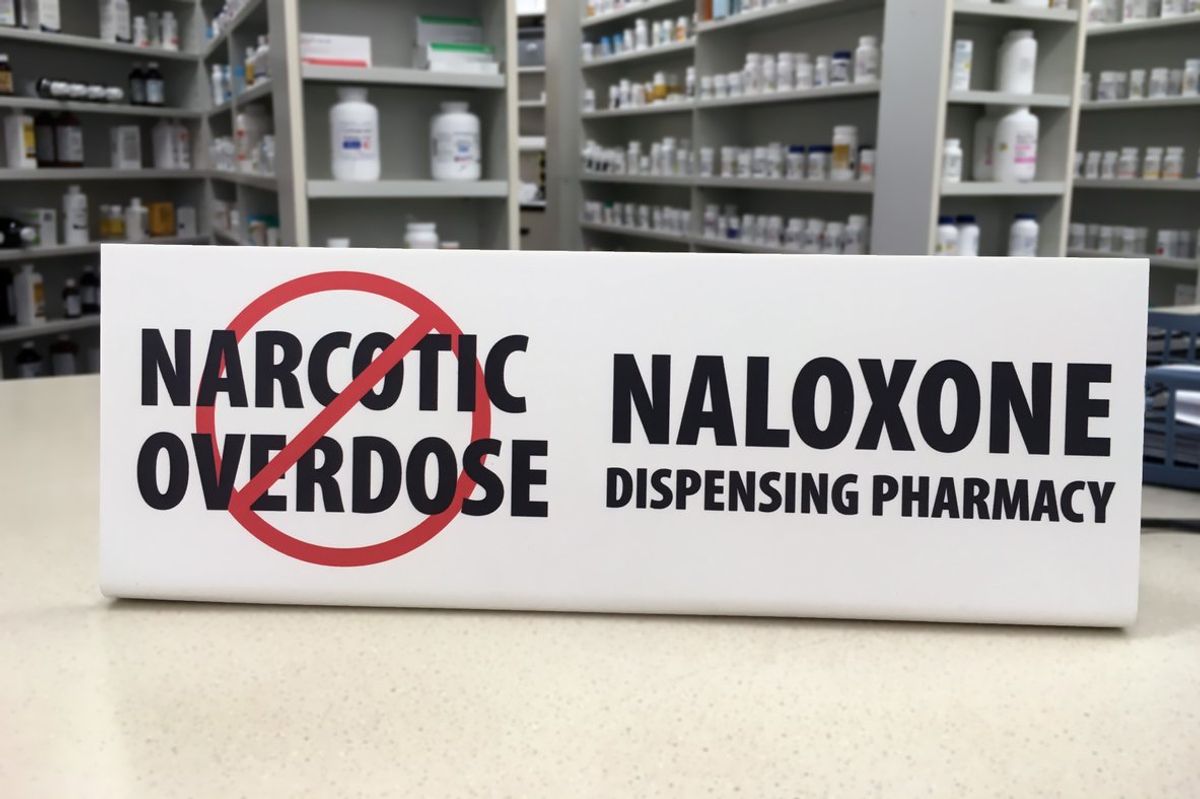 NARCOTIC
OVERDOSE
NALOXONE
DISPENSING PHARMACY